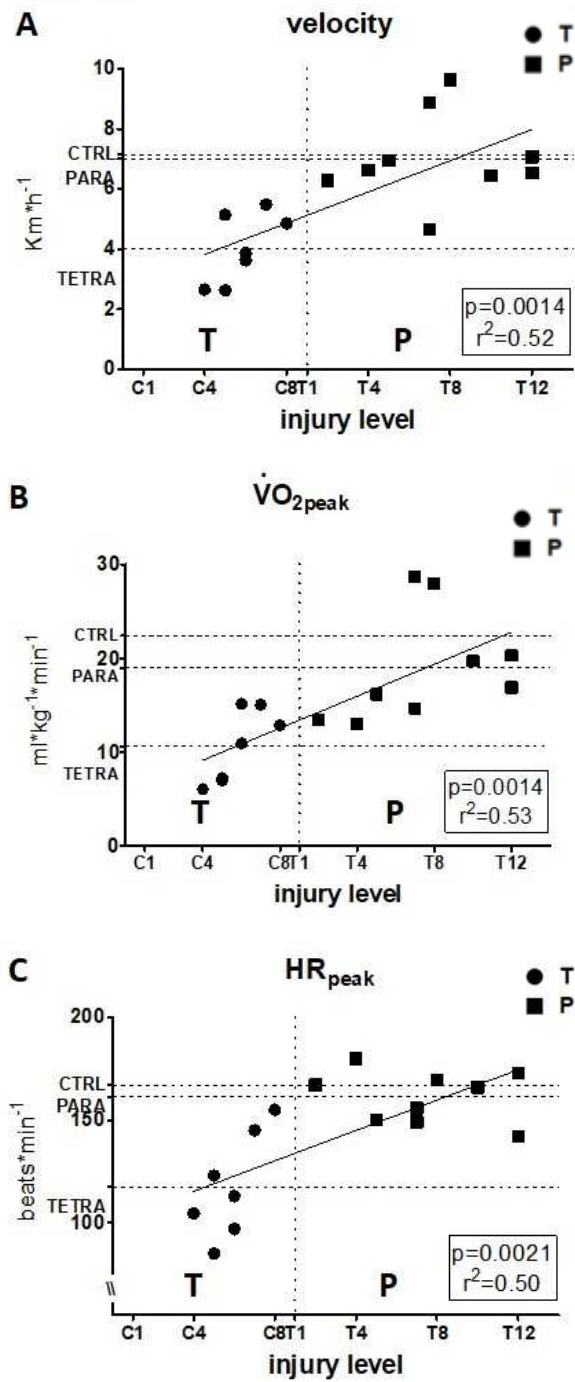 A
velocity
T
P
10
8
CTRL
PARA
6
Km*h-1
4
TETRA
2
0
T
P
p=0.0014
r²=0.52
C1
C4
C8T1
T4
T8
T12
injury level
B
V̇O2peak
T
P
30
CTRL
20
PARA
ml*kg-1*min-1
10
TETRA
0
T
P
p=0.0014
r²=0.53
C1
C4
C8T1
T4
T8
T12
injury level
C
HRpeak
T
P
200
CTRL
PARA
150
beats*min-1
TETRA
100
\\
T
P
p=0.0021
r²=0.50
C1
C4
C8T1
T4
T8
T12
injury level